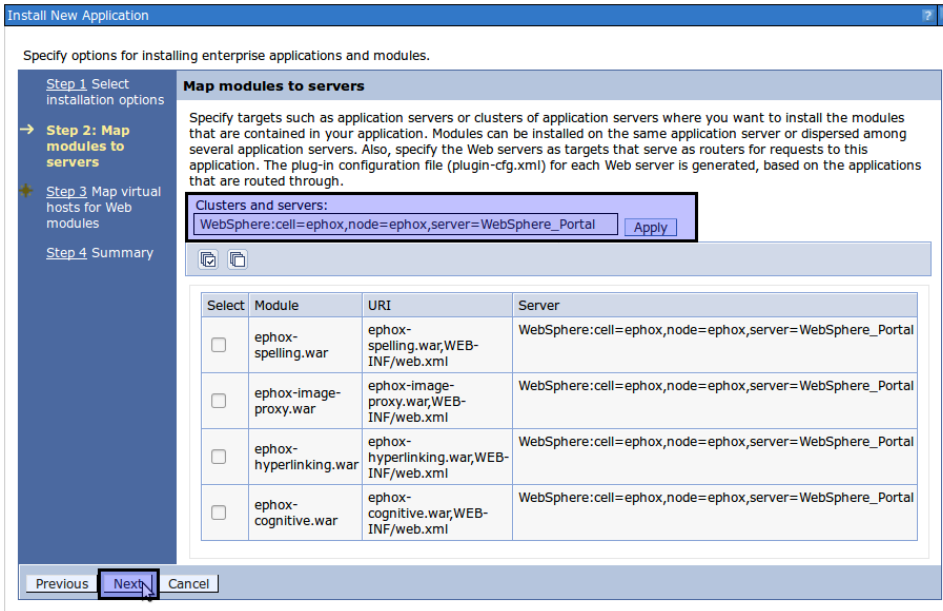 Install New Application
?
Specify options for installing enterprise applications and modules.
Step 1 Select
installation options
Step 2: Map
modules to
servers
Step 3 Map virtual
hosts for Web
modules
Step 4 Summary
Map modules to servers
Specify targets such as application servers or clusters of application servers where you want to install the modules
that are contained in your application. Modules can be installed on the same application server or dispersed among
several application servers. Also, specify the Web servers as targets that serve as routers for requests to this
application. The plug-in configuration file (plugin-cfg.xml) for each Web server is generated, based on the applications
that are routed through.
Clusters and servers:
WebSphere:cell=ephox,node=ephox,server=WebSphere_Portal
Apply
Select Module URI Server
ephox-
spelling.war
ephox-
spelling.war,WEB-
INF/web.xml
WebSphere:cell=ephox,node=ephox,server=WebSphere_Portal
ephox-image-
proxy.war
ephox-image-
proxy.war,WEB-
INF/web.xml
WebSphere:cell=ephox,node=ephox,server=WebSphere_Portal
ephox-
hyperlinking.war
ephox-
hyperlinking.war,WEB-
INF/web.xml
WebSphere:cell=ephox,node=ephox,server=WebSphere_Portal
ephox-
cognitive.war
ephox-
cognitive.war,WEB-
INF/web.xml
WebSphere:cell=ephox,node=ephox,server=WebSphere_Portal
Previous Next Cancel